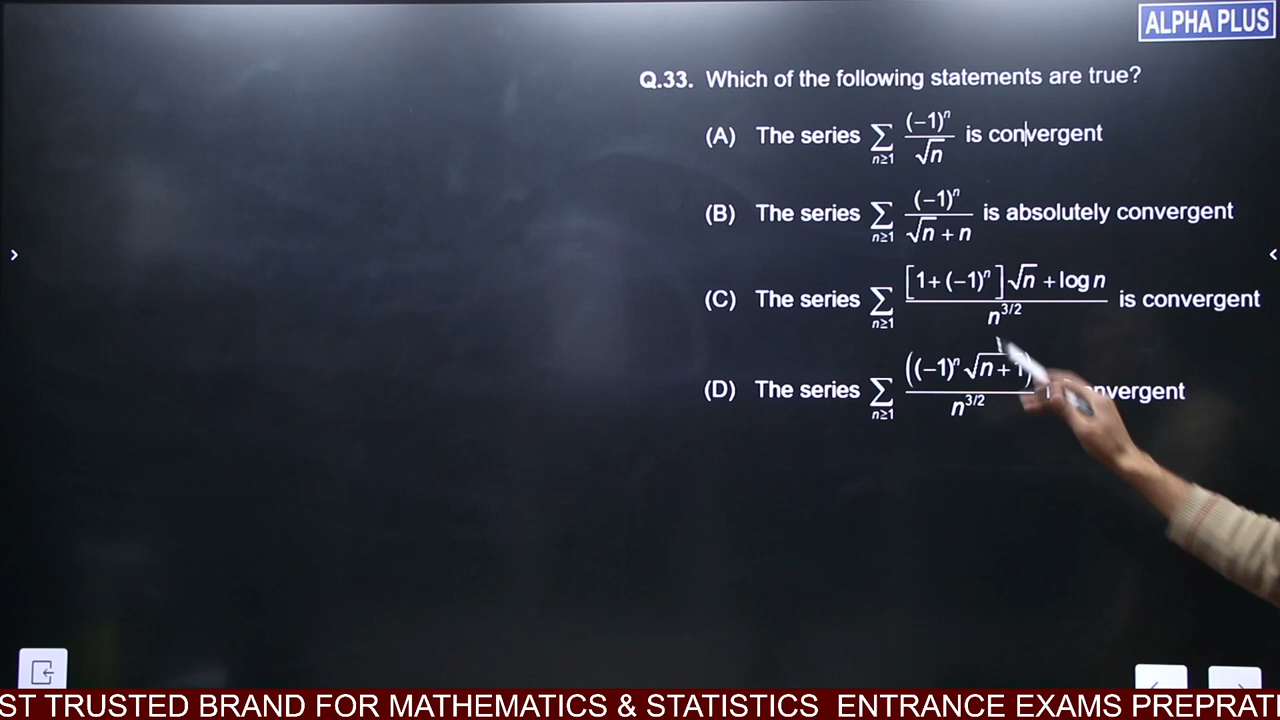 ALPHA PLUS
Q.33. Which of the following statements are true?
(A) The series ∑_{n≥1} (−1)^n / √n is convergent
(B) The series ∑_{n≥1} (−1)^n / (√n + n) is absolutely convergent
(C) The series ∑_{n≥1} ([1+(−1)^n]√n + log n) / n^{3/2} is convergent
(D) The series ∑_{n≥1} ((−1)^n √(n+1)) / n^{3/2} convergent
ST TRUSTED BRAND FOR MATHEMATICS & STATISTICS ENTRANCE EXAMS PREPRAT